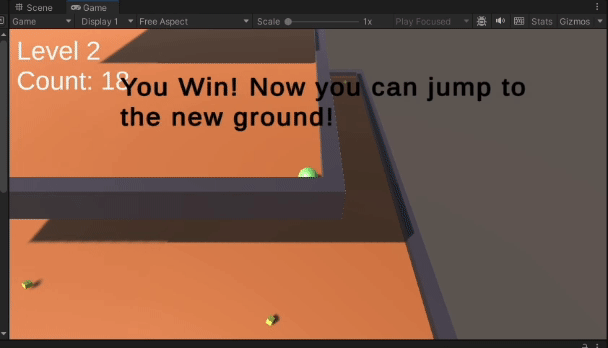 Scene Game
Game Display 1 Free Aspect Scale 1x Play Focused Stats Gizmos
Level 2
Count: 18
You Win! Now you can jump to
the new ground!